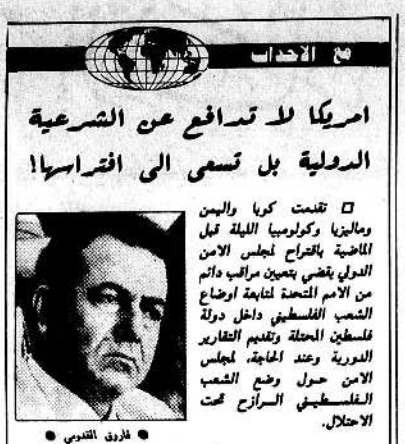 مع الاحداث
امريكا لا تدافع عن الشرعية
الدولية بل تسعى الى افتراسها!
□ تقدمت كوبا واليمن
وماليزيا وكولومبيا الليلة قبل
الماضية باقتراح لمجلس الامن
الدولي يقضي بتعيين مراقب دائم
من الامم المتحدة لمتابعة اوضاع
الشعب الفلسطيني داخل دولة
فلسطين المحتلة وتقديم التقارير
الدورية وعند الحاجة، لمجلس
الامن حول وضع الشعب
الفلسطيني الرازح تحت
الاحتلال.
● فاروق القدومي ●